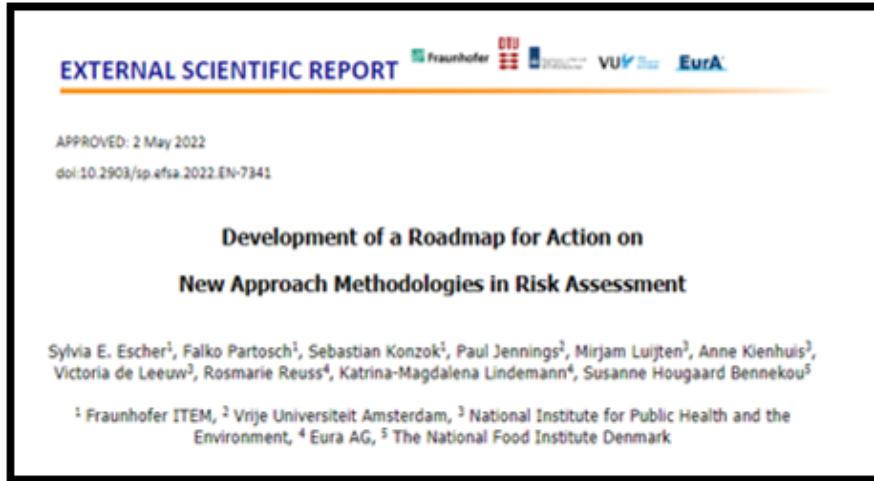 EXTERNAL SCIENTIFIC REPORT Fraunhofer DTU VU EurA
APPROVED: 2 May 2022
doi:10.2903/sp.efsa.2022.EN-7341
Development of a Roadmap for Action on
New Approach Methodologies in Risk Assessment
Sylvia E. Escher¹, Falko Partosch¹, Sebastian Konzok¹, Paul Jennings², Mirjam Luijten³, Anne Kienhuis³,
Victoria de Leeuw³, Rosmarie Reuss⁴, Katrina-Magdalena Lindemann⁴, Susanne Hougaard Bennekou⁵
¹ Fraunhofer ITEM, ² Vrije Universiteit Amsterdam, ³ National Institute for Public Health and the
Environment, ⁴ Eura AG, ⁵ The National Food Institute Denmark